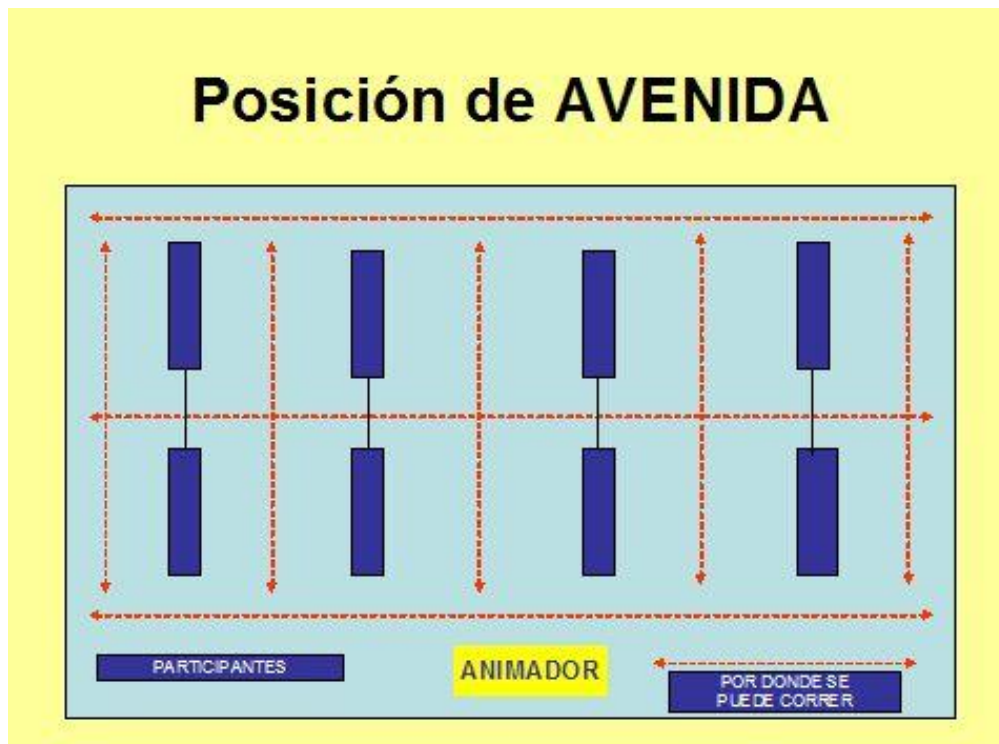 Posición de AVENIDA
PARTICIPANTES
ANIMADOR
POR DONDE SE
PUEDE CORRER